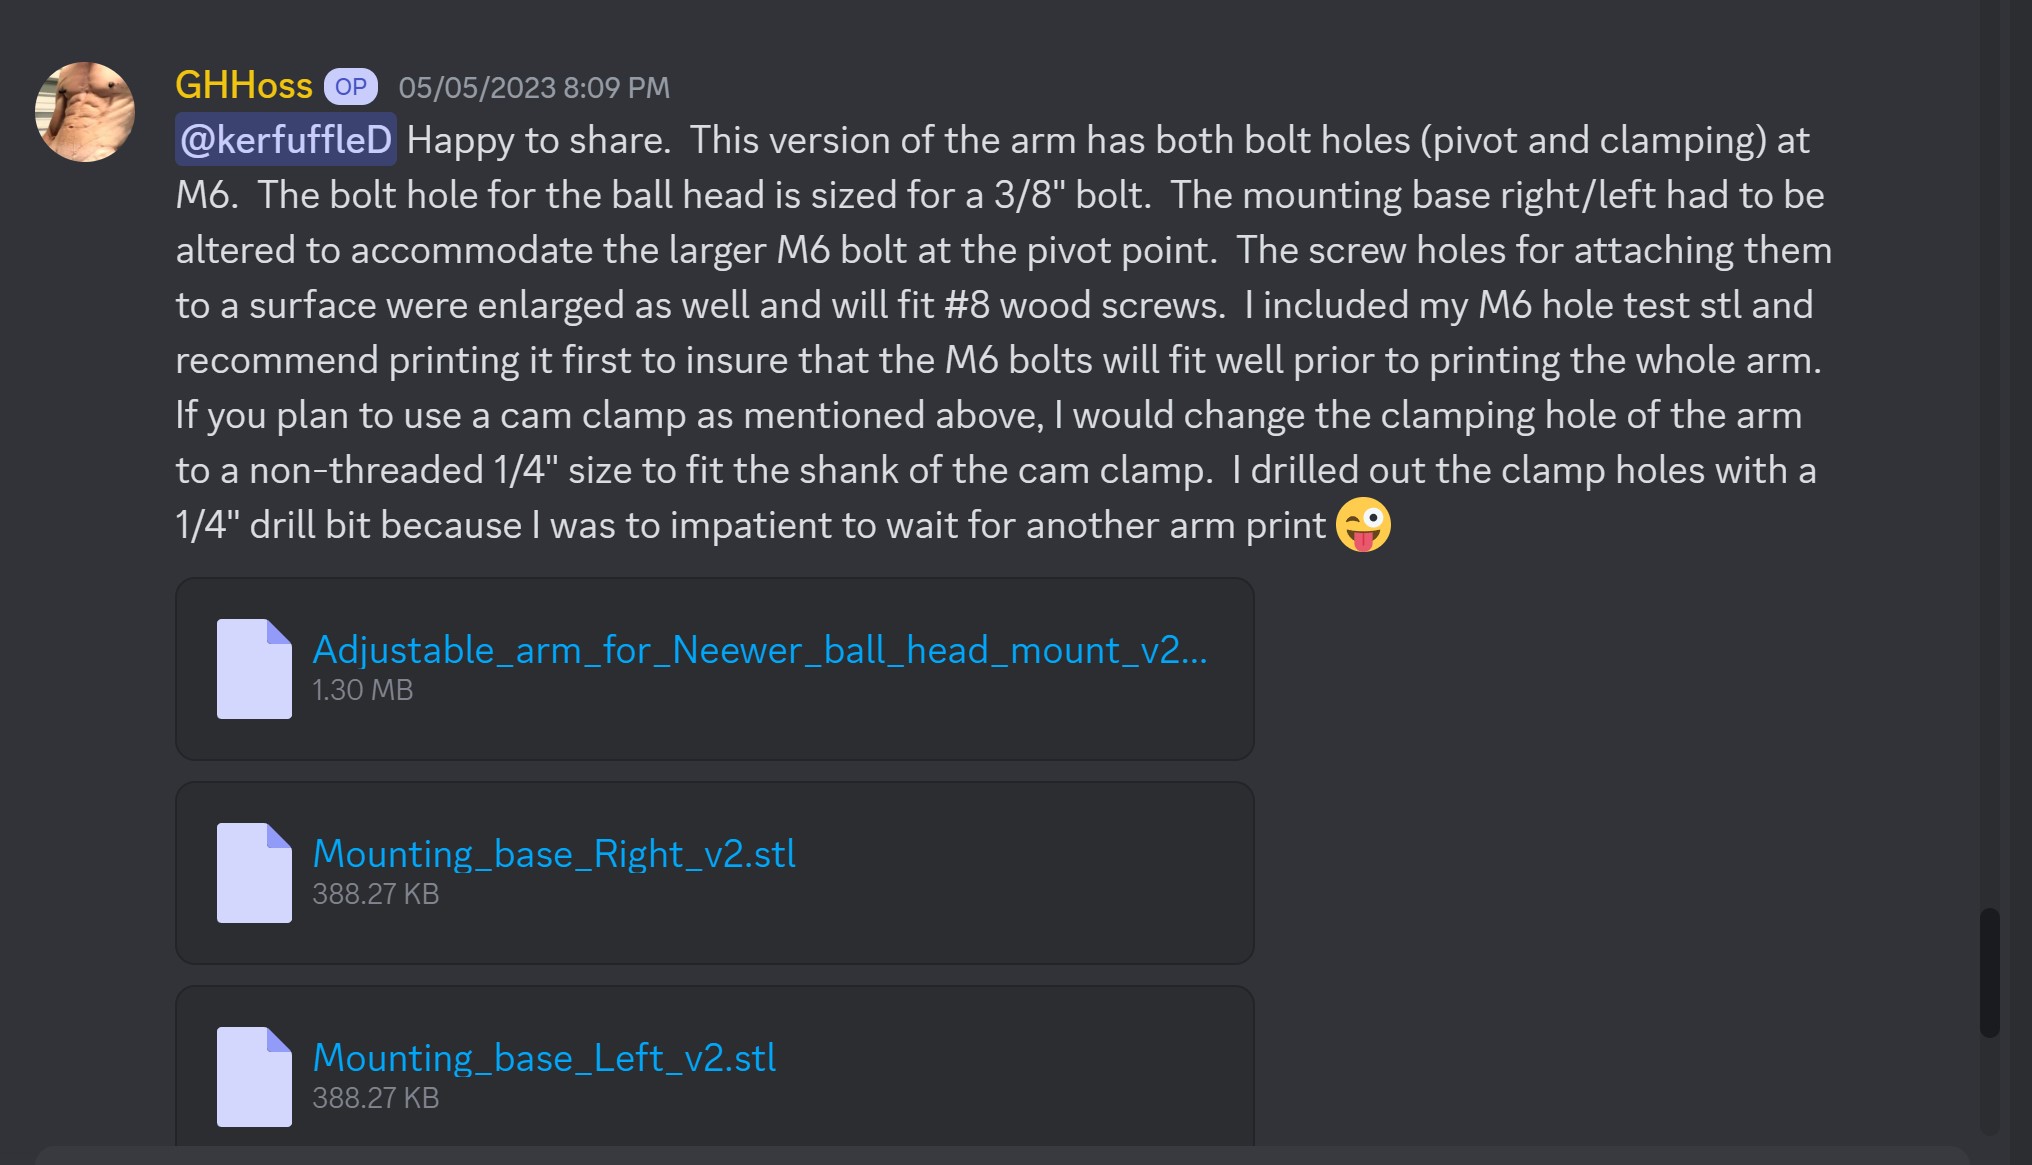 GHHoss OP 05/05/2023 8:09 PM
@kerfuffleD Happy to share.  This version of the arm has both bolt holes (pivot and clamping) at
M6.  The bolt hole for the ball head is sized for a 3/8" bolt.  The mounting base right/left had to be
altered to accommodate the larger M6 bolt at the pivot point.  The screw holes for attaching them
to a surface were enlarged as well and will fit #8 wood screws.  I included my M6 hole test stl and
recommend printing it first to insure that the M6 bolts will fit well prior to printing the whole arm.
If you plan to use a cam clamp as mentioned above, I would change the clamping hole of the arm
to a non-threaded 1/4" size to fit the shank of the cam clamp.  I drilled out the clamp holes with a
1/4" drill bit because I was to impatient to wait for another arm print 😜
Adjustable_arm_for_Neewer_ball_head_mount_v2...
1.30 MB
Mounting_base_Right_v2.stl
388.27 KB
Mounting_base_Left_v2.stl
388.27 KB